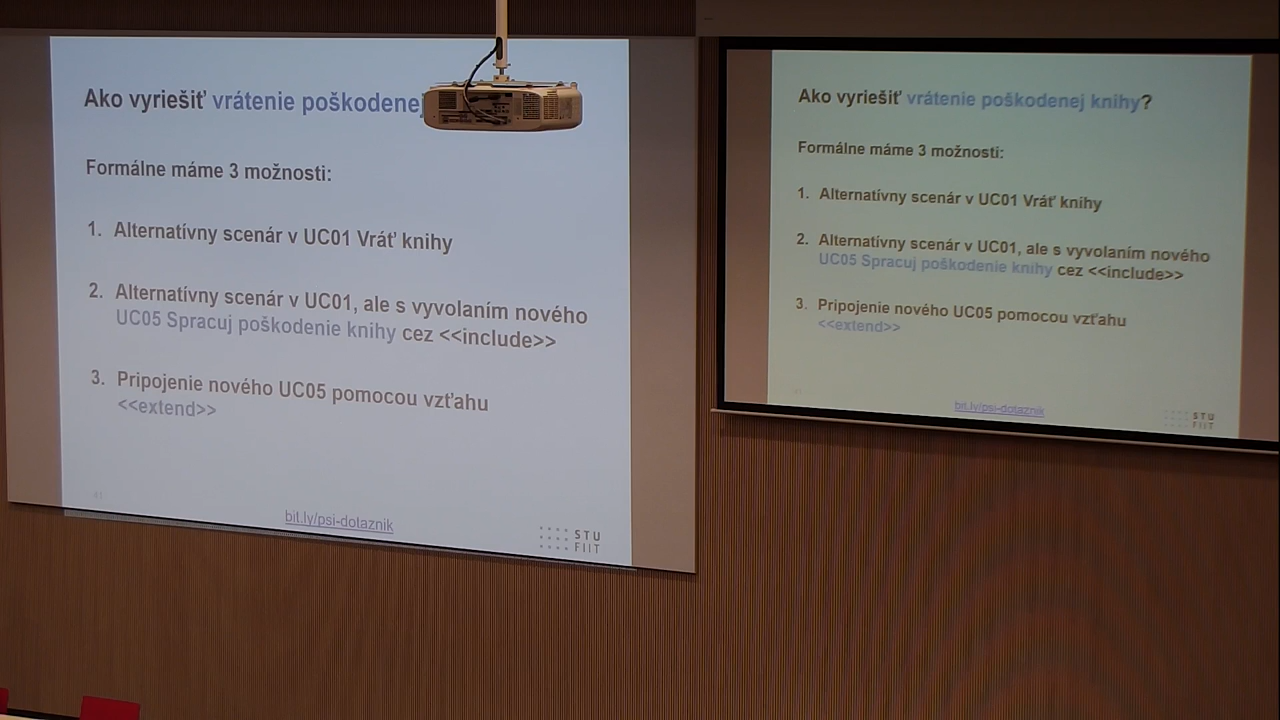 Ako vyriešiť vrátenie poškodenej
Formálne máme 3 možnosti:
1. Alternatívny scenár v UC01 Vráť knihy
2. Alternatívny scenár v UC01, ale s vyvolaním nového
UC05 Spracuj poškodenie knihy cez <<include>>
3. Pripojenie nového UC05 pomocou vzťahu
<<extend>>
bit.ly/psi-dotaznik
STU
FIIT
Ako vyriešiť vrátenie poškodenej knihy?
Formálne máme 3 možnosti:
1. Alternatívny scenár v UC01 Vráť knihy
2. Alternatívny scenár v UC01, ale s vyvolaním nového
UC05 Spracuj poškodenie knihy cez <<include>>
3. Pripojenie nového UC05 pomocou vzťahu
<<extend>>
bit.ly/psi-dotaznik
STU
FIIT